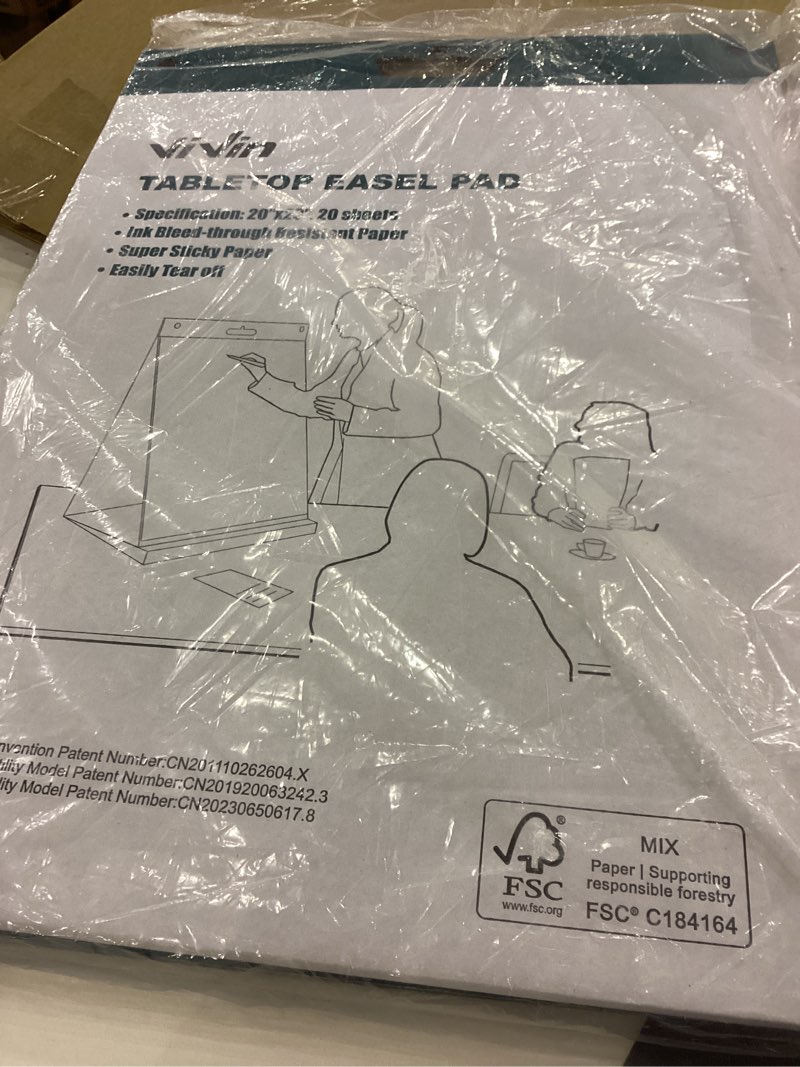 vivin
TABLETOP EASEL PAD
• Specification: 20"x23". 20 sheets
• Ink Bleed-through Resistant Paper
• Super Sticky Paper
• Easily Tear off
nvention Patent Number:CN201110262604.X
ility Model Patent Number:CN201920063242.3
lity Model Patent Number:CN20230650617.8
FSC
®
www.fsc.org
MIX
Paper | Supporting
responsible forestry
FSC® C184164